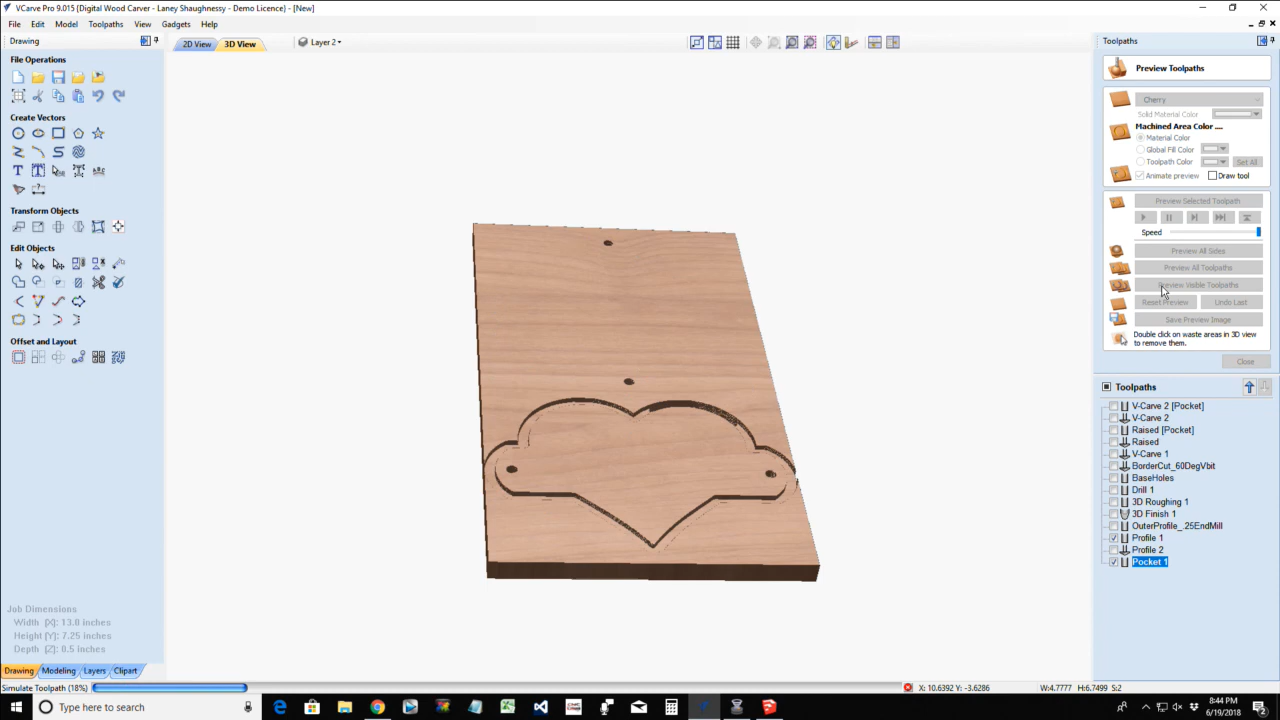 VCarve Pro 9.015 {Digital Wood Carver - Laney Shaughnessy - Demo Licence} - [New]
File Edit Model Toolpaths View Gadgets Help
Drawing
2D View 3D View Layer 2
Toolpaths
File Operations
Create Vectors
Transform Objects
Edit Objects
Offset and Layout
Job Dimensions
Width (X): 13.0 inches
Height (Y): 7.25 inches
Depth (Z): 0.5 inches
Drawing Modeling Layers Clipart
Preview Toolpaths
Cherry
Solid Material Color
Machined Area Color ....
Material Color
Global Fill Color
Toolpath Color Set All
Animate preview Draw tool
Preview Selected Toolpath
Speed
Preview All Sides
Preview All Toolpaths
Preview Visible Toolpaths
Reset Preview Undo Last
Save Preview Image
Double click on waste areas in 3D view
to remove them.
Close
Toolpaths
V-Carve 2 [Pocket]
V-Carve 2
Raised [Pocket]
Raised
V-Carve 1
BorderCut_60DegVbit
BaseHoles
Drill 1
3D Roughing 1
3D Finish 1
OuterProfile_.25EndMill
Profile 1
Profile 2
Pocket 1
Simulate Toolpath (18%)
X: 10.6392 Y: -3.6286 W:4.7777 H:6.7499 S:2
Type here to search
8:44 PM
6/19/2018
2